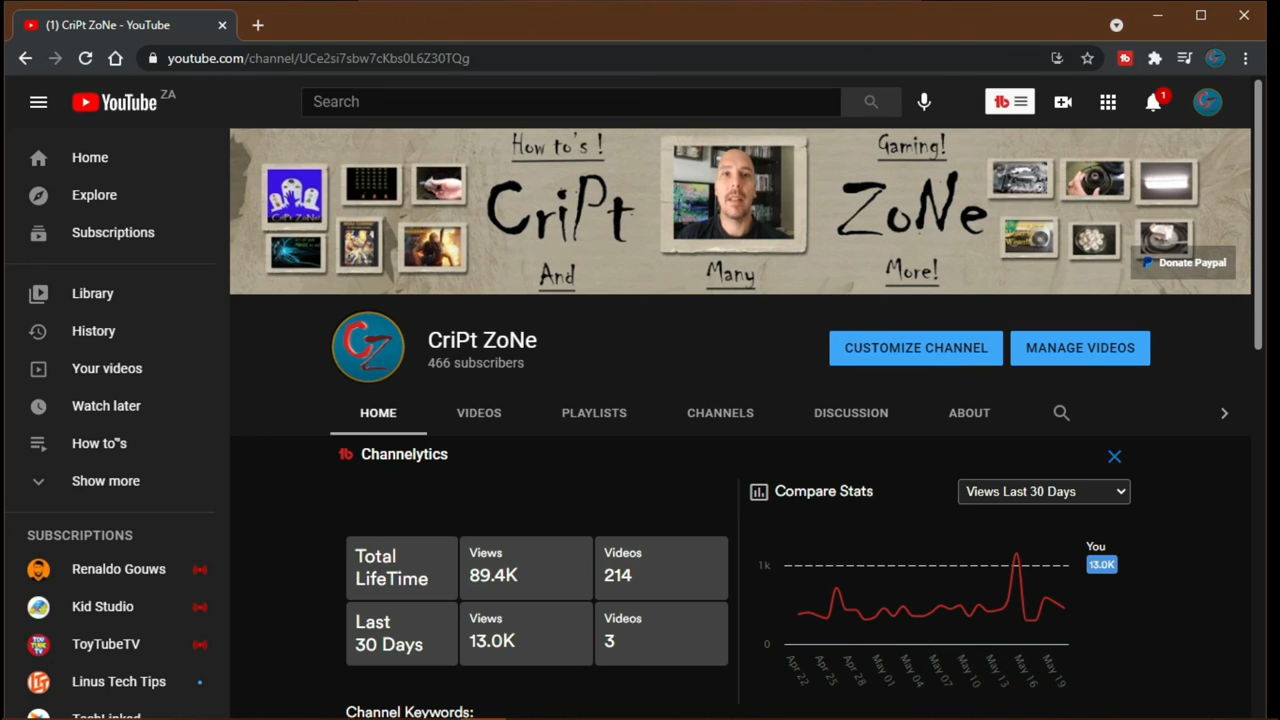 (1) CriPt ZoNe - YouTube
youtube.com/channel/UCe2si7sbw7cKbs0L6Z30TQg
YouTube ZA
Search
1
Home
Explore
Subscriptions
Library
History
Your videos
Watch later
How to"s
Show more
SUBSCRIPTIONS
Renaldo Gouws
Kid Studio
ToyTubeTV
Linus Tech Tips
TechLinked
How to's !
Gaming!
CriPt ZoNe
And
Many
More!
Donate Paypal
CriPt ZoNe
466 subscribers
CUSTOMIZE CHANNEL
MANAGE VIDEOS
HOME VIDEOS PLAYLISTS CHANNELS DISCUSSION ABOUT
Channelytics
Compare Stats
Views Last 30 Days
Total LifeTime
Views
89.4K
Videos
214
Last 30 Days
Views
13.0K
Videos
3
You
13.0K
1k
0
Apr 22
Apr 25
Apr 28
May 01
May 04
May 07
May 10
May 13
May 16
May 19
Channel Keywords: